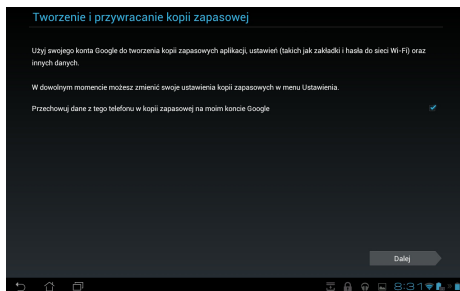 Tworzenie i przywracanie kopii zapasowej
Użyj swojego konta Google do tworzenia kopii zapasowych aplikacji, ustawień (takich jak zakładki i hasła do sieci Wi-Fi) oraz
innych danych.
W dowolnym momencie możesz zmienić swoje ustawienia kopii zapasowych w menu Ustawienia.
Przechowuj dane z tego telefonu w kopii zapasowej na moim koncie Google
Dalej
8:31